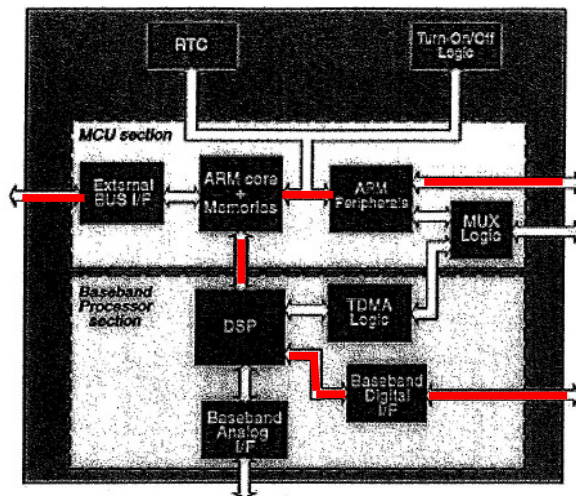 RTC
Turn-On/Off
Logic
MCU section
External
BUS I/F
ARM core
+
Memories
ARM
Peripherals
MUX
Logic
Baseband
Processor
section
DSP
TDMA
Logic
Baseband
Digital
I/F
Baseband
Analog
I/F